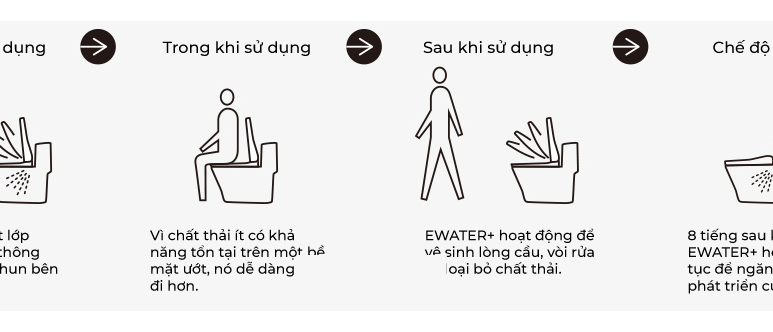 dụng
t lớp
thông
hun bên
Trong khi sử dụng
Vì chất thải ít có khả
năng tồn tại trên một bề
mặt ướt, nó dễ dàng
đi hơn.
Sau khi sử dụng
EWATER+ hoạt động để
vệ sinh lòng cầu, vòi rửa
loại bỏ chất thải.
Chế độ
8 tiếng sau
EWATER+
tục để ngăn
phát triển